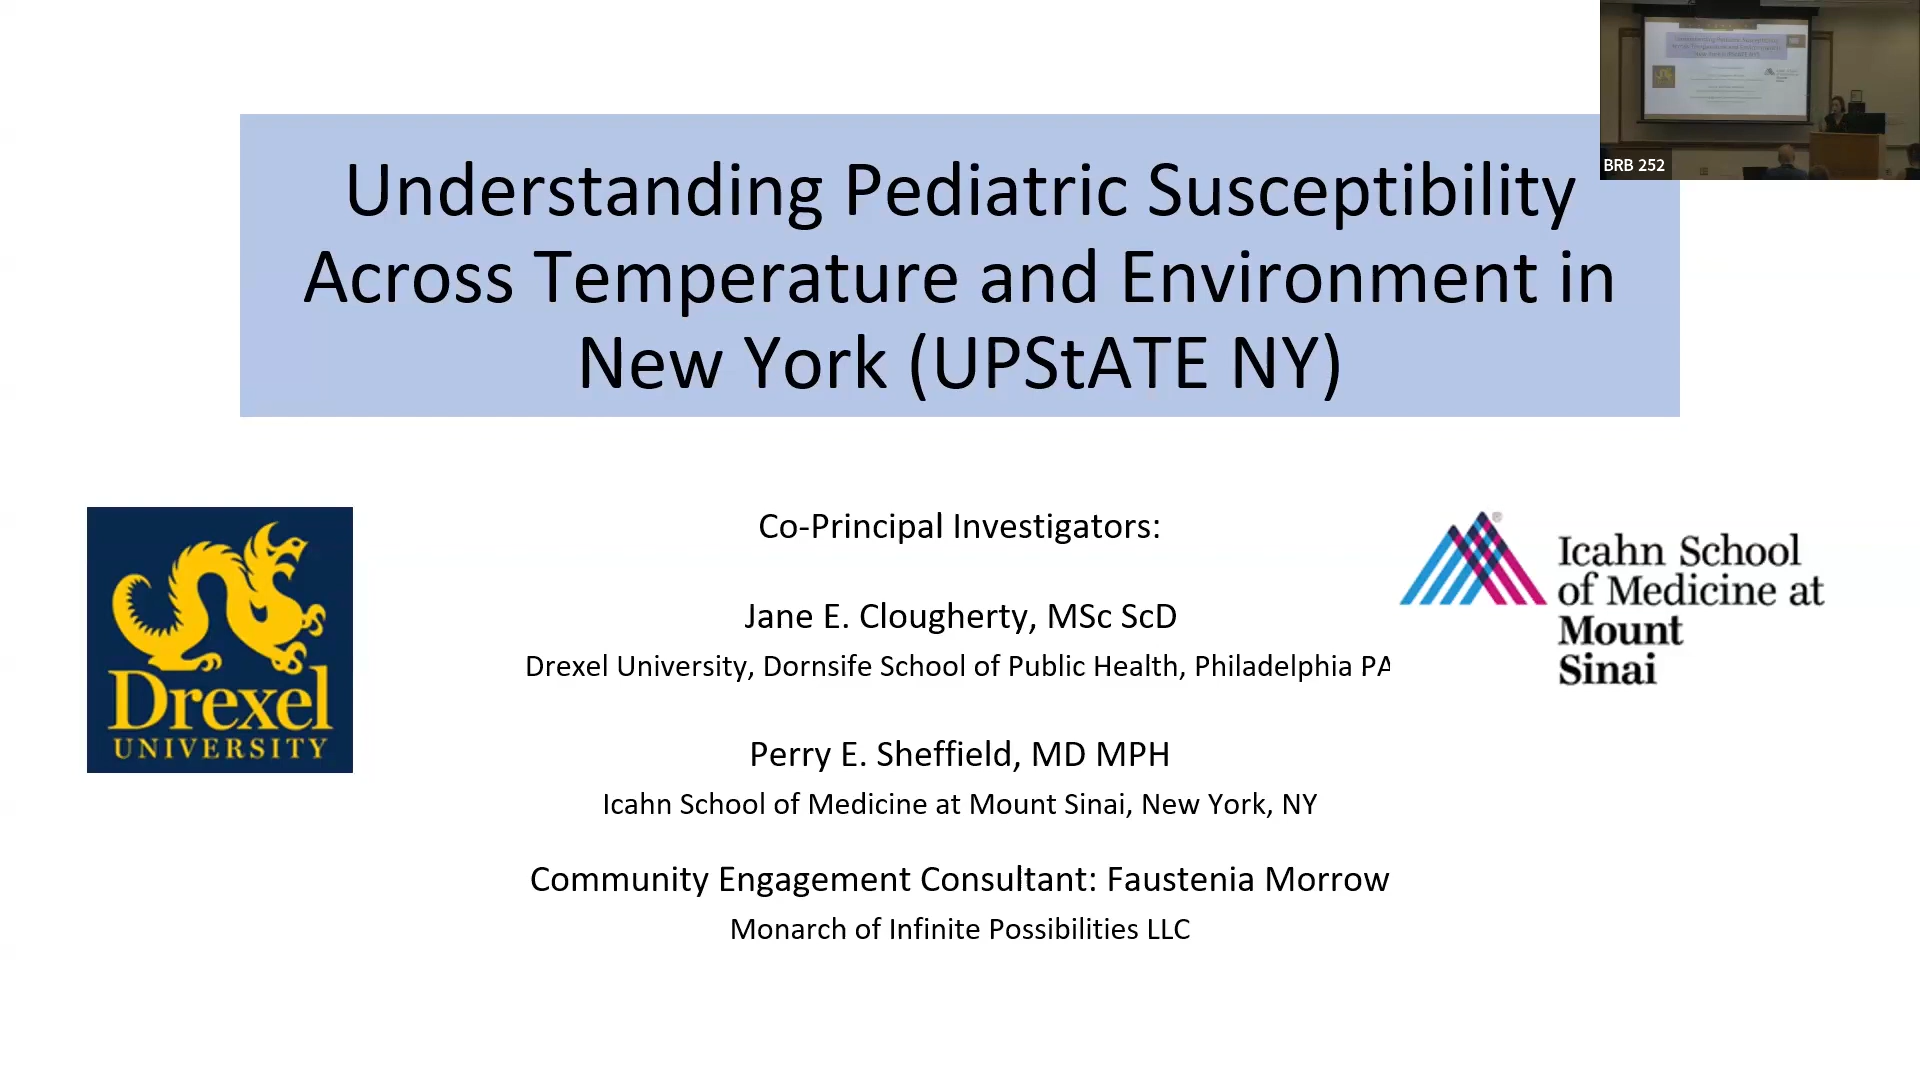 Understanding Pediatric Susceptibility
Across Temperature and Environment in
New York (UPStATE NY)
BRB 252
Co-Principal Investigators:
Jane E. Clougherty, MSc ScD
Drexel University, Dornsife School of Public Health, Philadelphia PA
Perry E. Sheffield, MD MPH
Icahn School of Medicine at Mount Sinai, New York, NY
Community Engagement Consultant: Faustenia Morrow
Monarch of Infinite Possibilities LLC
Drexel
UNIVERSITY
®
Icahn School
of Medicine at
Mount
Sinai